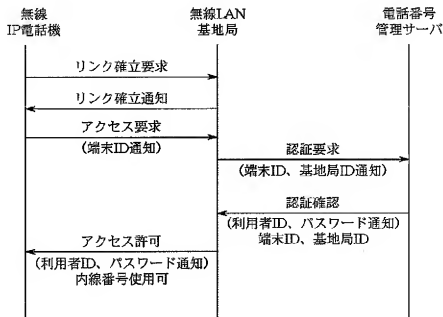 無線
IP電話機
無線LAN
基地局
電話番号
管理サーバ
リンク確立要求
リンク確立通知
アクセス要求
(端末ID通知)
認証要求
(端末ID、基地局ID通知)
認証確認
(利用者ID、パスワード通知)
端末ID、基地局ID
アクセス許可
(利用者ID、パスワード通知)
内線番号使用可